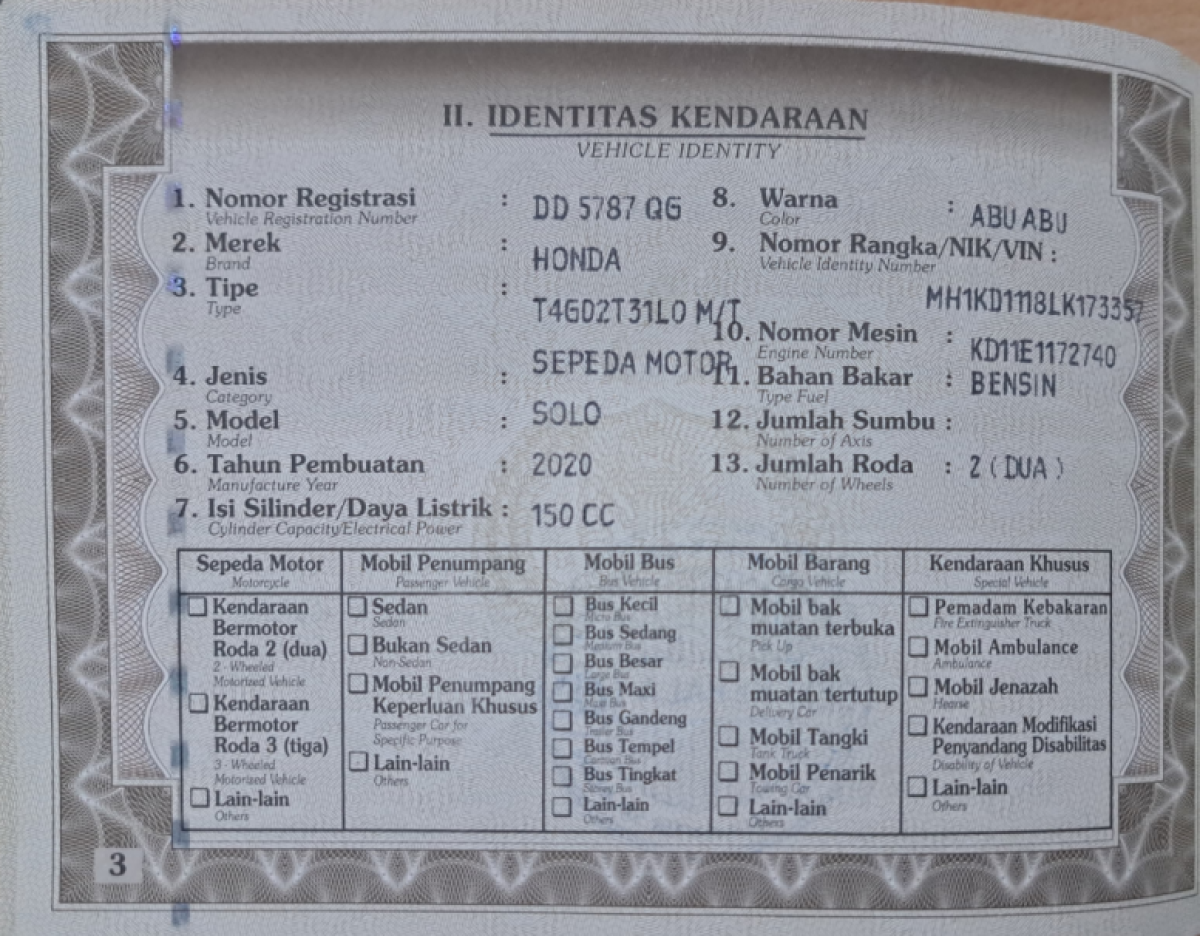 II. IDENTITAS KENDARAAN
VEHICLE IDENTITY
1. Nomor Registrasi : DD 5787 QG
Vehicle Registration Number
2. Merek : HONDA
Brand
3. Tipe : T4G02T31L0 M/T
Type
4. Jenis : SEPEDA MOTOR
Category
5. Model : SOLO
Model
6. Tahun Pembuatan : 2020
Manufacture Year
7. Isi Silinder/Daya Listrik : 150 CC
Cylinder Capacity/Electrical Power
8. Warna : ABU ABU
Color
9. Nomor Rangka/NIK/VIN :
Vehicle Identity Number
MH1KD1118LK173357
10. Nomor Mesin : KD11E1172740
Engine Number
11. Bahan Bakar : BENSIN
Type Fuel
12. Jumlah Sumbu :
Number of Axis
13. Jumlah Roda : 2 ( DUA )
Number of Wheels
Sepeda Motor
Motorcycle
Kendaraan
Bermotor
Roda 2 (dua)
2 - Wheeled
Motorized Vehicle
Kendaraan
Bermotor
Roda 3 (tiga)
3 - Wheeled
Motorized Vehicle
Lain-lain
Others
Mobil Penumpang
Passenger Vehicle
Sedan
Sedan
Bukan Sedan
Non-Sedan
Mobil Penumpang
Keperluan Khusus
Passenger Car for
Specific Purpose
Lain-lain
Others
Mobil Bus
Bus Vehicle
Bus Kecil
Micro Bus
Bus Sedang
Medium Bus
Bus Besar
Large Bus
Bus Maxi
Maxi Bus
Bus Gandeng
Trailer Bus
Bus Tempel
Bus
Bus Tingkat
Bus
Lain-lain
Others
Mobil Barang
Cargo Vehicle
Mobil bak
muatan terbuka
Pick Up
Mobil bak
muatan tertutup
Delivery Car
Mobil Tangki
Tank Truck
Mobil Penarik
Towing Car
Lain-lain
Others
Kendaraan Khusus
Special Vehicle
Pemadam Kebakaran
Fire Extinguisher Truck
Mobil Ambulance
Ambulance
Mobil Jenazah
Hearse
Kendaraan Modifikasi
Penyandang Disabilitas
Disability of Vehicle
Lain-lain
Others
3